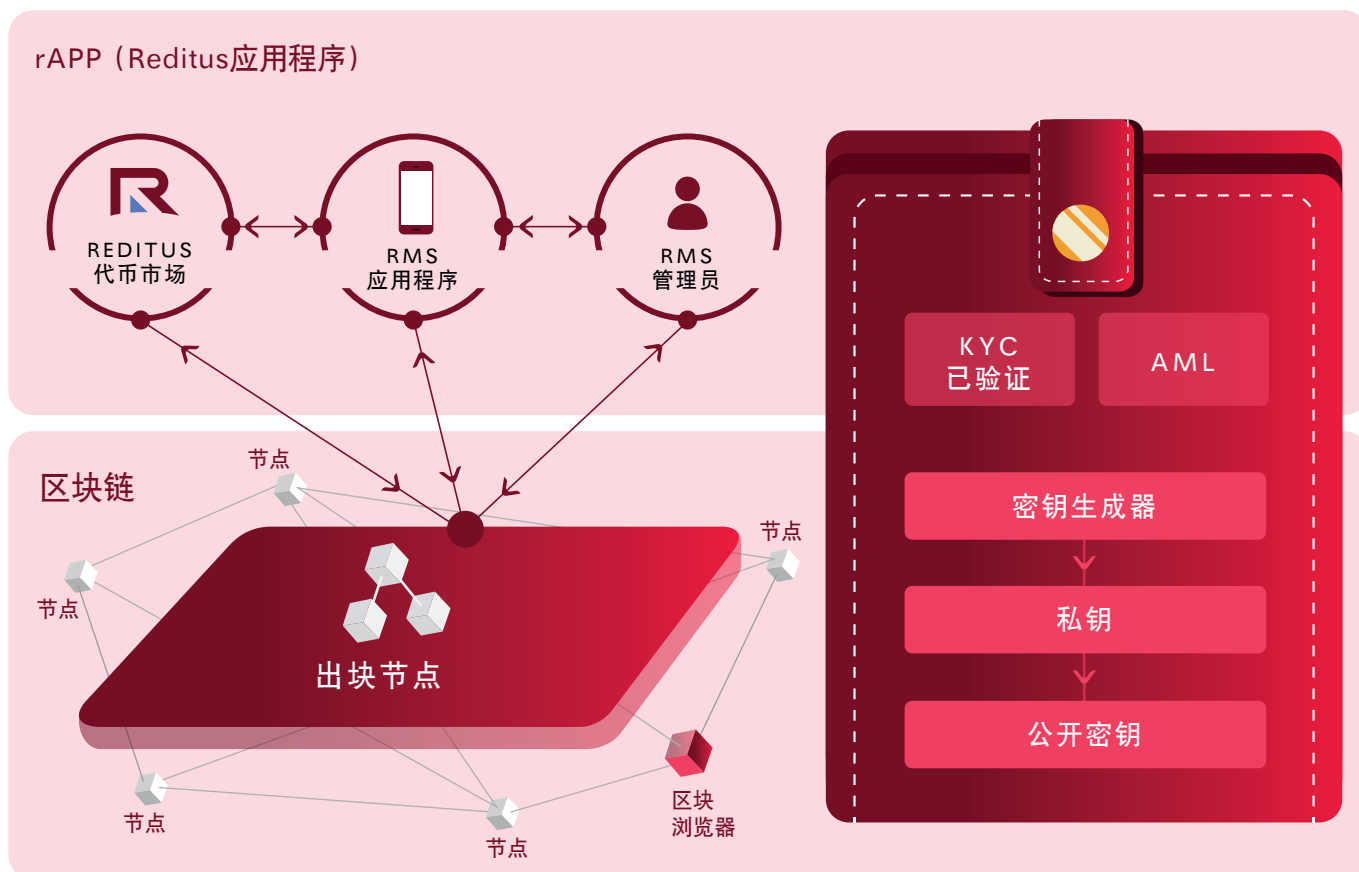 rAPP（Reditus应用程序）
REDITUS
代币市场
RMS
应用程序
RMS
管理员
KYC
已验证
AML
区块链
节点
节点
节点
出块节点
节点
节点
区块
浏览器
密钥生成器
私钥
公开密钥